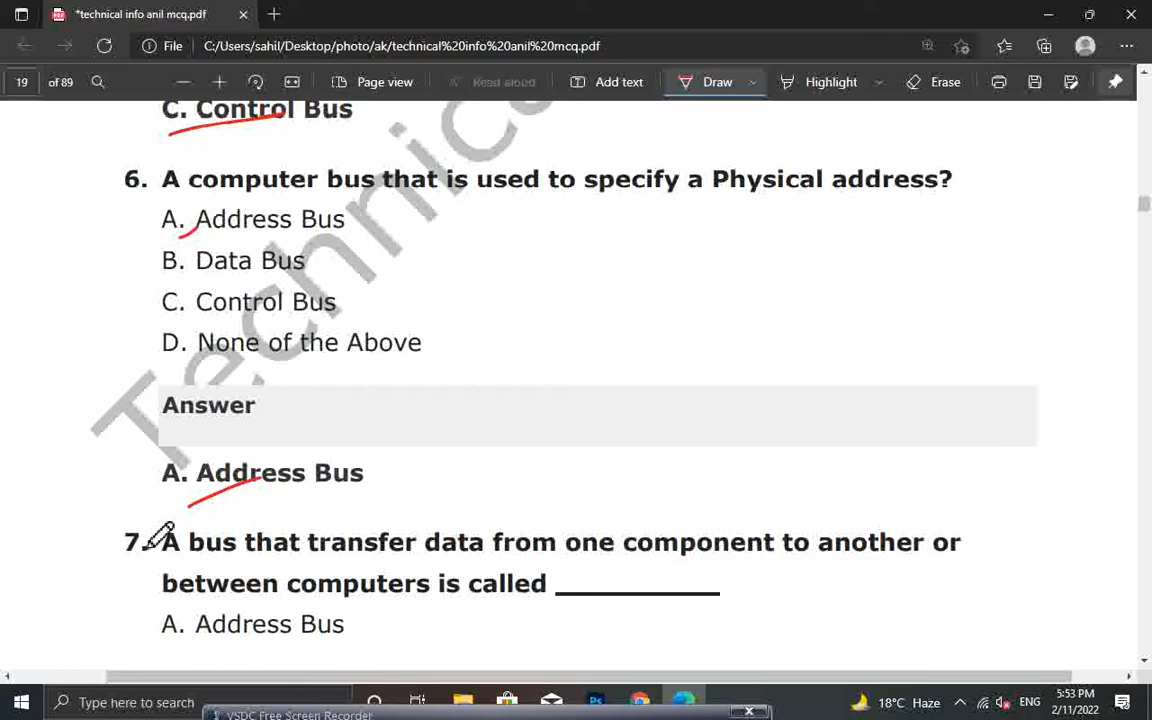 *technical info anil mcq.pdf
File C:/Users/sahil/Desktop/photo/ak/technical%20info%20anil%20mcq.pdf
19 of 89 Page view Read aloud Add text Draw Highlight Erase
C. Control Bus
6. A computer bus that is used to specify a Physical address?
A. Address Bus
B. Data Bus
C. Control Bus
D. None of the Above
Answer
A. Address Bus
7. A bus that transfer data from one component to another or
between computers is called ____________
A. Address Bus
Technica
Type here to search
18°C Haze
ENG
5:53 PM
2/11/2022
VSDC Free Screen Recorder